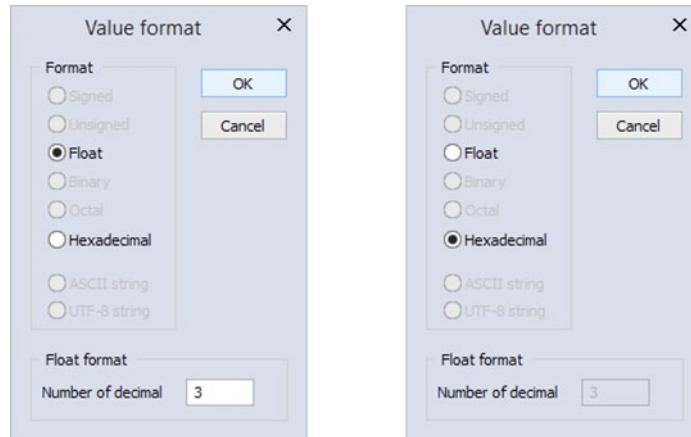 Value format
Format
Signed
Unsigned
Float
Binary
Octal
Hexadecimal
ASCII string
UTF-8 string
OK
Cancel
Float format
Number of decimal 3
Value format
Format
Signed
Unsigned
Float
Binary
Octal
Hexadecimal
ASCII string
UTF-8 string
OK
Cancel
Float format
Number of decimal 3